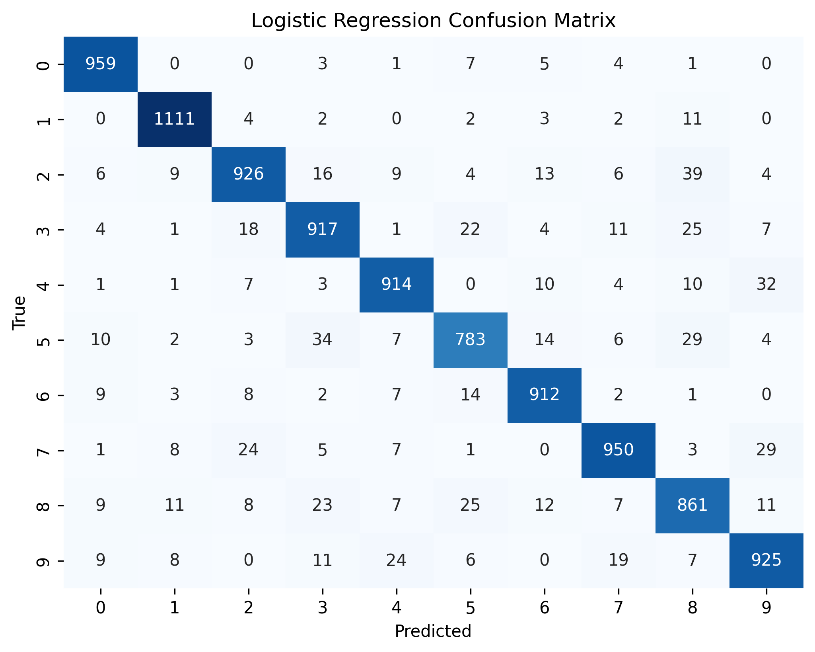 Logistic Regression Confusion Matrix
0 959 0 0 3 1 7 5 4 1 0
1 0 1111 4 2 0 2 3 2 11 0
2 6 9 926 16 9 4 13 6 39 4
3 4 1 18 917 1 22 4 11 25 7
4 1 1 7 3 914 0 10 4 10 32
True
5 10 2 3 34 7 783 14 6 29 4
6 9 3 8 2 7 14 912 2 1 0
7 1 8 24 5 7 1 0 950 3 29
8 9 11 8 23 7 25 12 7 861 11
9 9 8 0 11 24 6 0 19 7 925
0 1 2 3 4 5 6 7 8 9
Predicted